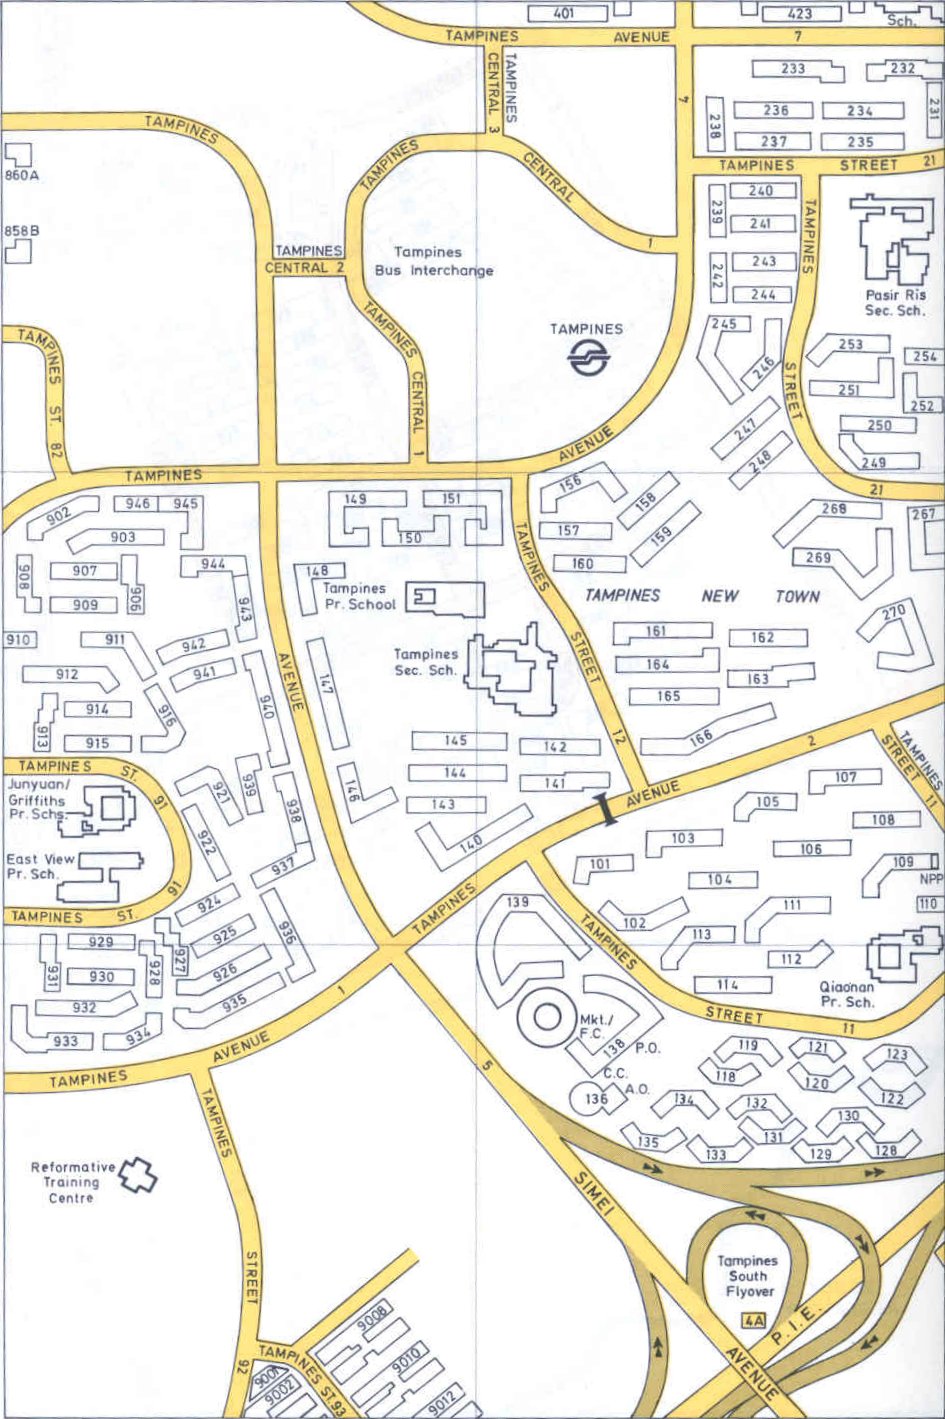 401
423
Sch.
TAMPINES AVENUE 7
TAMPINES
CENTRAL 3
7
233
232
231
236
234
238
237
235
TAMPINES STREET 21
TAMPINES
860A
858B
TAMPINES
CENTRAL
1
TAMPINES
CENTRAL 2
Tampines
Bus Interchange
239
240
241
243
242
244
TAMPINES
STREET
21
Pasir Ris
Sec. Sch.
TAMPINES
245
246
247
248
253
254
251
252
250
249
TAMPINES
ST. 82
TAMPINES
CENTRAL
1
TAMPINES
AVENUE
902
946
945
903
944
908
907
906
909
943
910
911
942
941
912
940
914
913
916
915
149
151
150
148
Tampines
Pr. School
147
Tampines
Sec. Sch.
AVENUE
TAMPINES
STREET
12
156
158
157
159
160
268
267
269
270
TAMPINES NEW TOWN
161
162
164
163
165
166
145
142
144
141
143
146
140
TAMPINES
AVENUE
2
TAMPINES
STREET 11
TAMPINES ST. 91
Junyuan/
Griffiths
Pr. Schs.
East View
Pr. Sch.
TAMPINES ST. 91
921
939
938
922
937
924
925
936
926
927
928
929
931
930
932
935
933
934
107
105
108
103
106
101
104
109
NPP
110
111
102
113
112
114
Qiaonan
Pr. Sch.
TAMPINES
STREET
11
139
Mkt./
F.C.
138
P.O.
C.C.
A.O.
136
119
121
123
118
120
122
134
132
130
135
131
133
129
128
TAMPINES
AVENUE
1
5
TAMPINES
STREET
92
Reformative
Training
Centre
SIMEI
AVENUE
Tampines
South
Flyover
4A
P.I.E.
TAMPINES ST. 93
9001
9002
9008
9010
9012